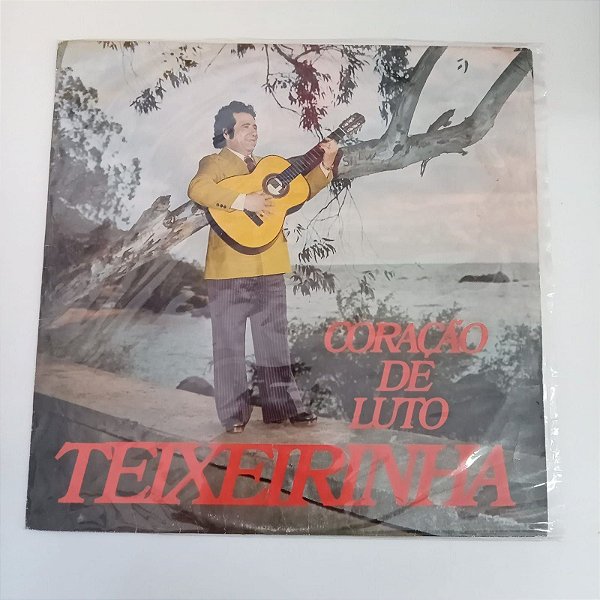 CORAÇÃO
DE
LUTO
TEIXEIRINHA